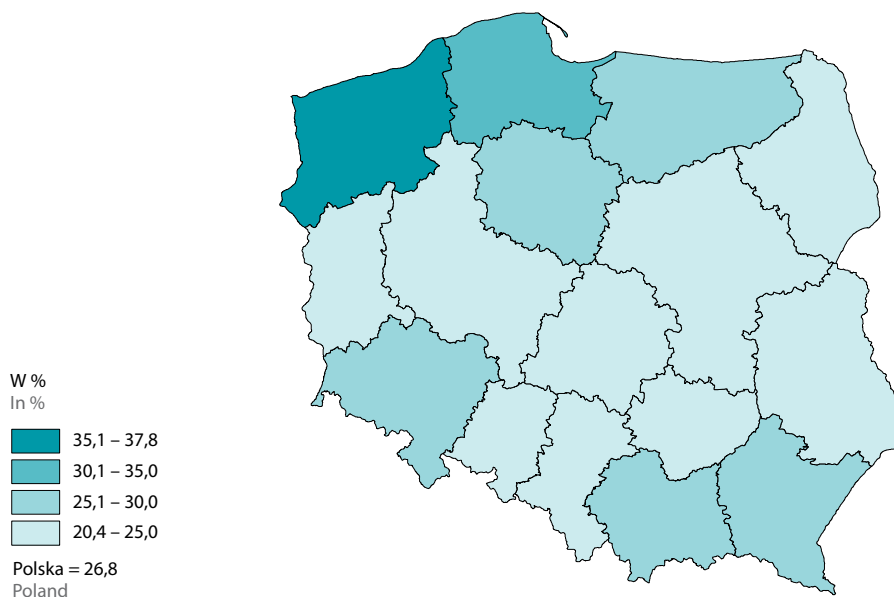 W %
In %
35,1 – 37,8
30,1 – 35,0
25,1 – 30,0
20,4 – 25,0
Polska = 26,8
Poland